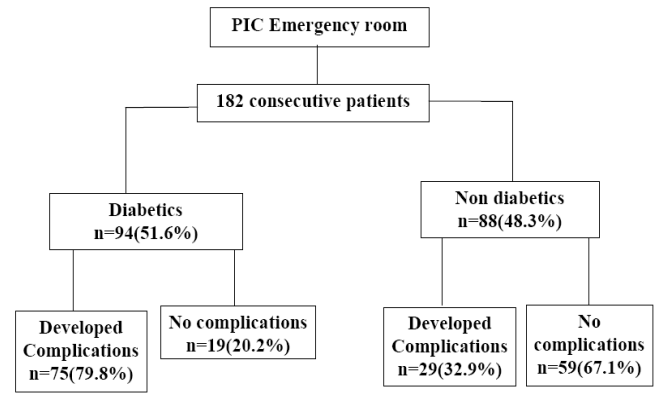 PIC Emergency room
182 consecutive patients
Diabetics
n=94(51.6%)
Non diabetics
n=88(48.3%)
Developed
Complications
n=75(79.8%)
No complications
n=19(20.2%)
Developed
Complications
n=29(32.9%)
No
complications
n=59(67.1%)